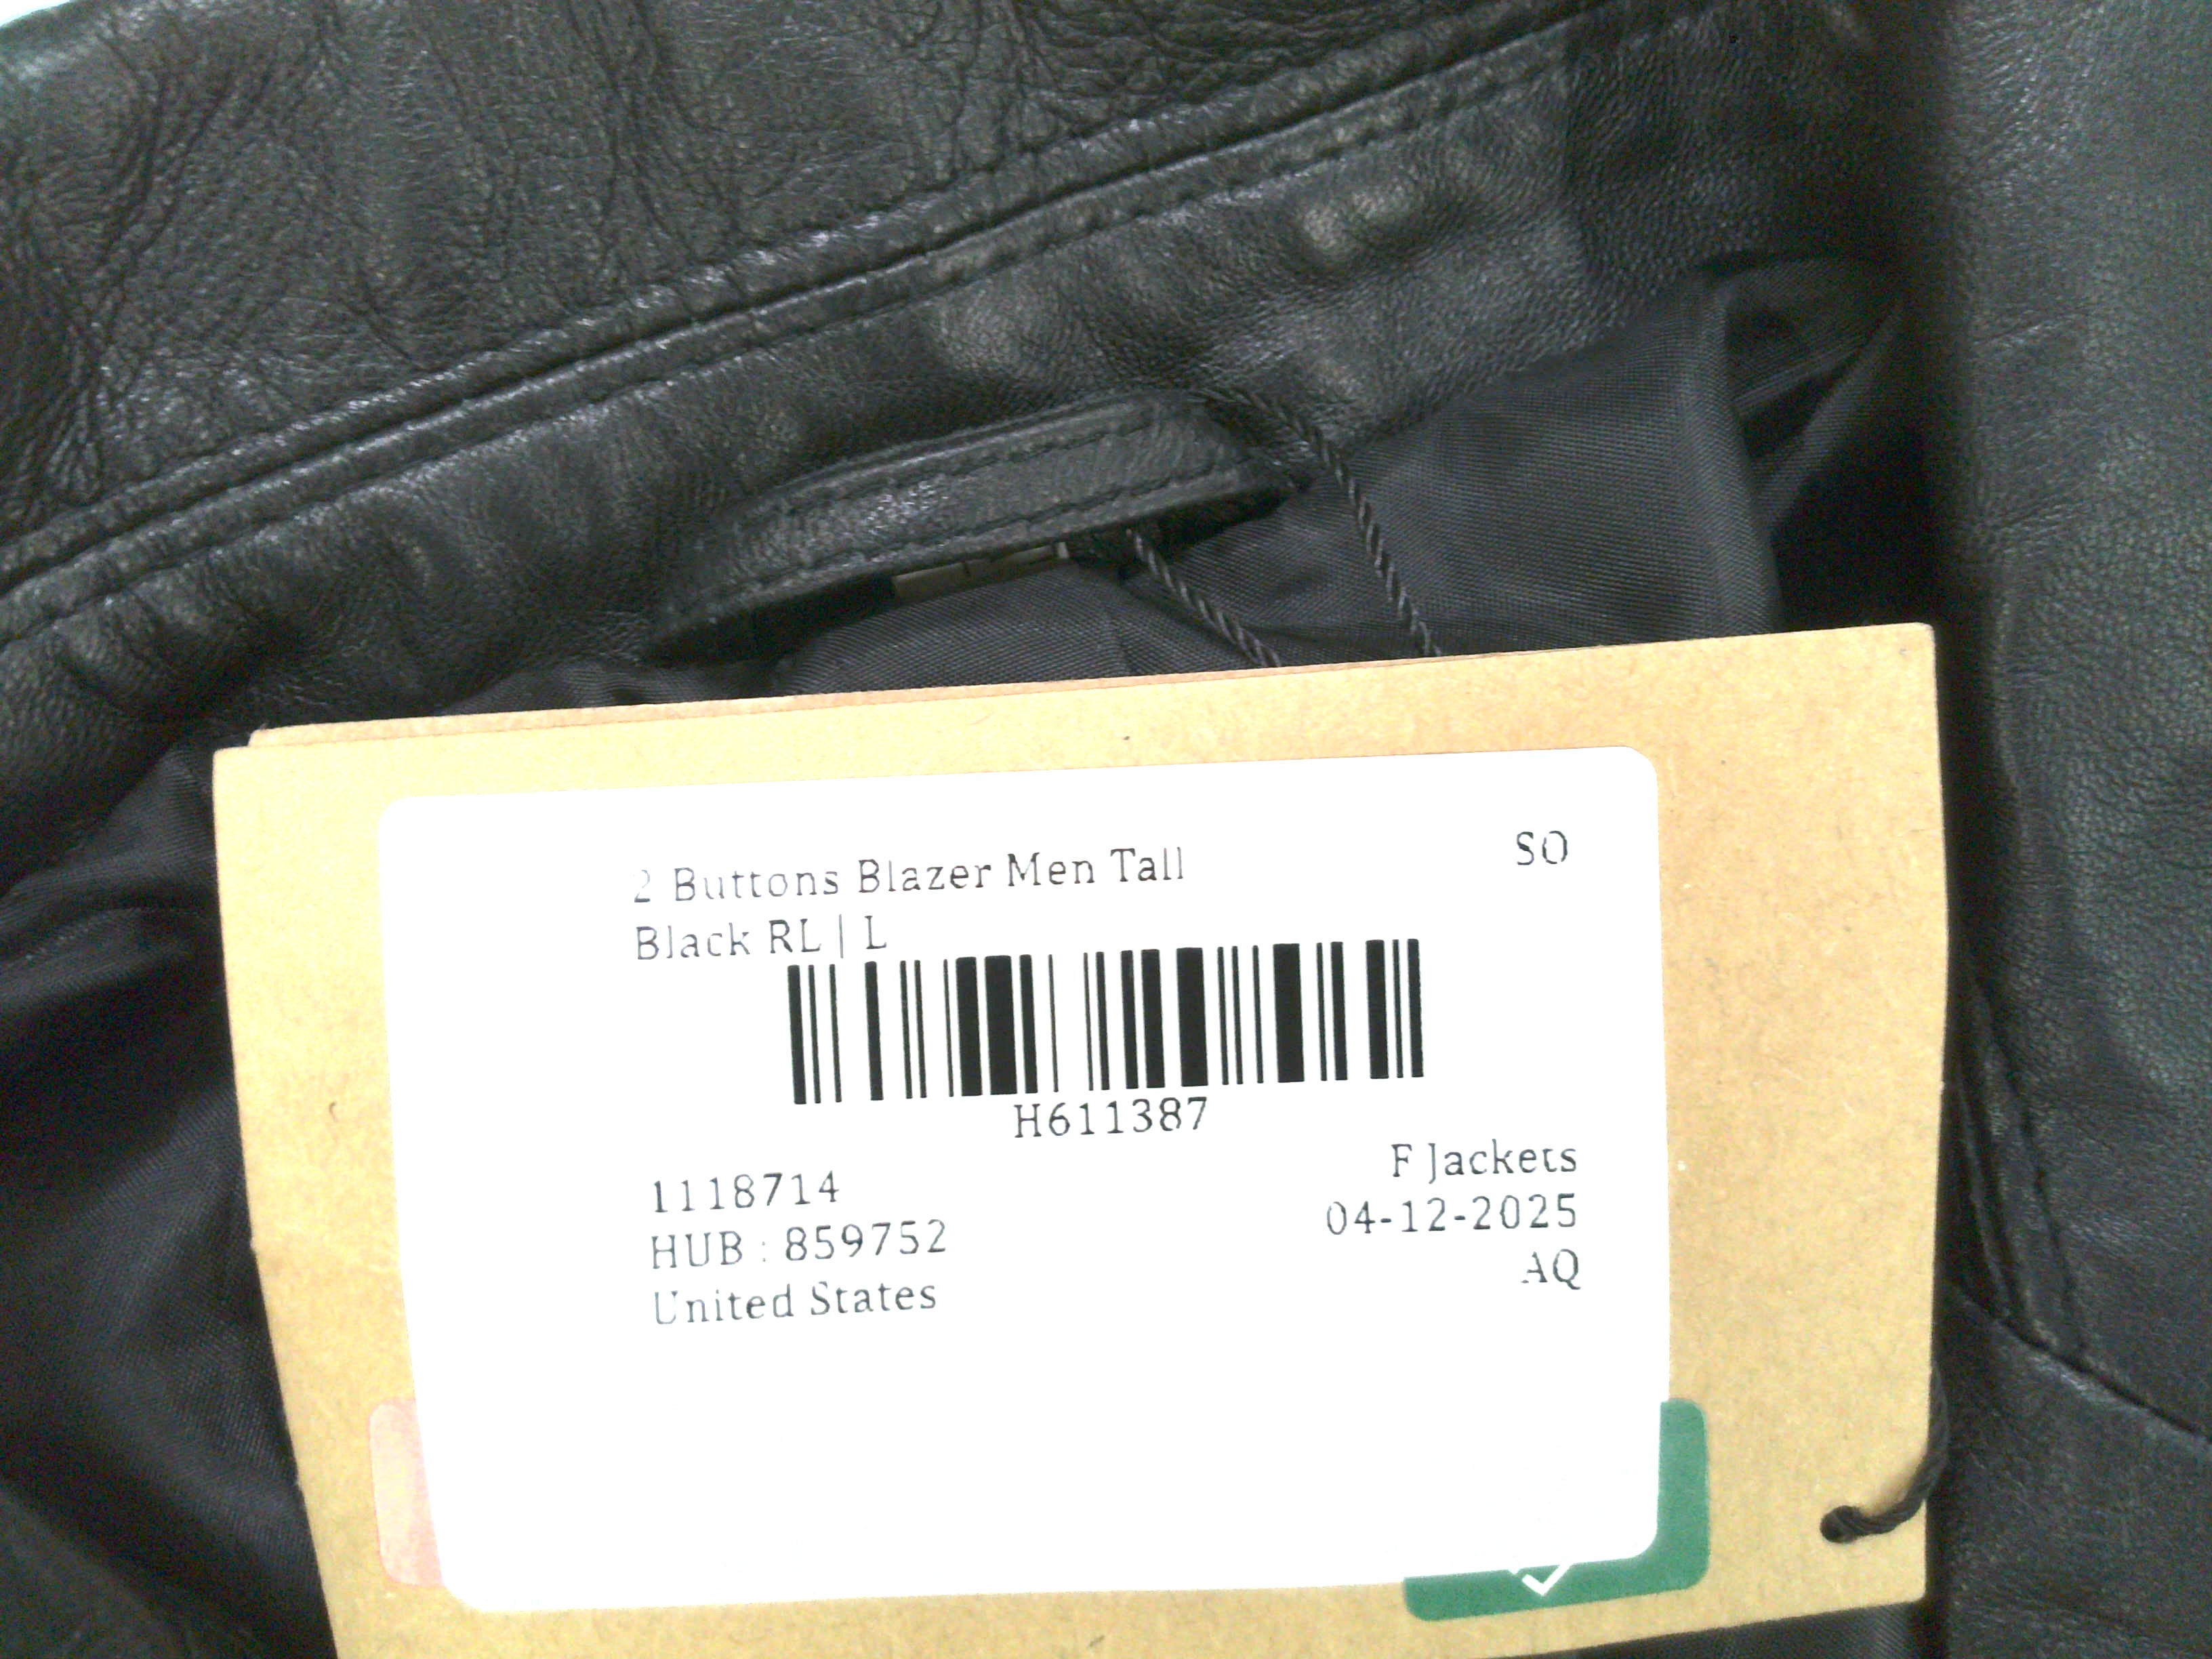 2 Buttons Blazer Men Tall
SO
Black RL | L
H611387
1118714
F Jackets
HUB : 859752
04-12-2025
United States
AQ